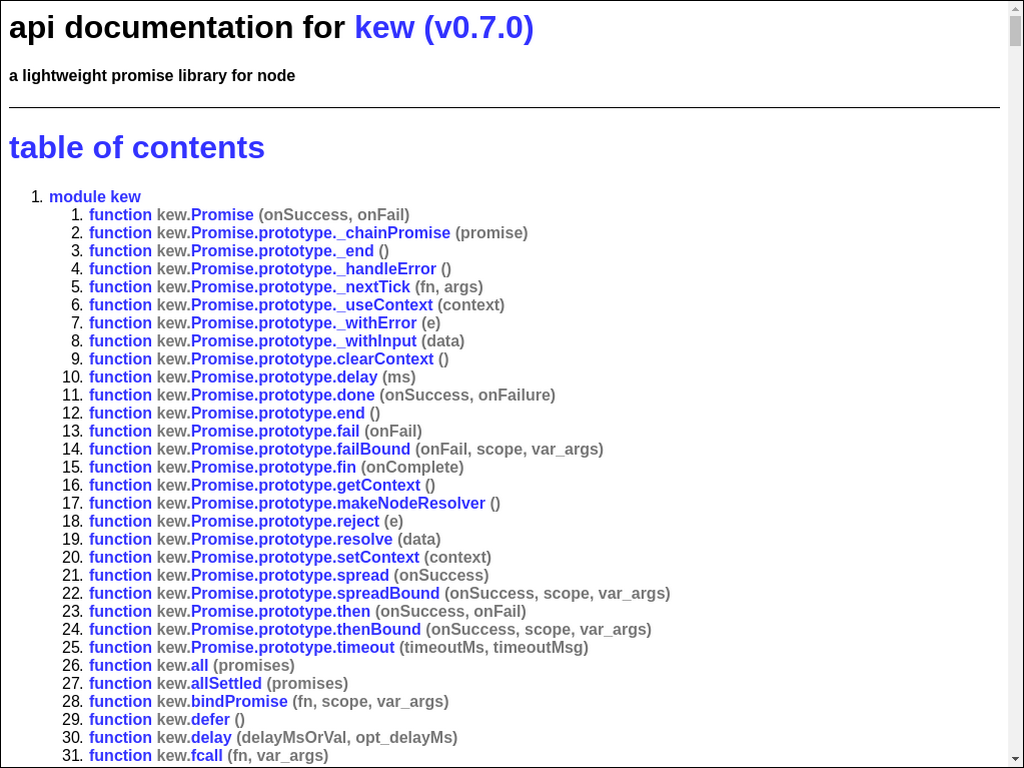 api documentation for kew (v0.7.0)
a lightweight promise library for node
table of contents
1. module kew
1. function kew.Promise (onSuccess, onFail)
2. function kew.Promise.prototype._chainPromise (promise)
3. function kew.Promise.prototype._end ()
4. function kew.Promise.prototype._handleError ()
5. function kew.Promise.prototype._nextTick (fn, args)
6. function kew.Promise.prototype._useContext (context)
7. function kew.Promise.prototype._withError (e)
8. function kew.Promise.prototype._withInput (data)
9. function kew.Promise.prototype.clearContext ()
10. function kew.Promise.prototype.delay (ms)
11. function kew.Promise.prototype.done (onSuccess, onFailure)
12. function kew.Promise.prototype.end ()
13. function kew.Promise.prototype.fail (onFail)
14. function kew.Promise.prototype.failBound (onFail, scope, var_args)
15. function kew.Promise.prototype.fin (onComplete)
16. function kew.Promise.prototype.getContext ()
17. function kew.Promise.prototype.makeNodeResolver ()
18. function kew.Promise.prototype.reject (e)
19. function kew.Promise.prototype.resolve (data)
20. function kew.Promise.prototype.setContext (context)
21. function kew.Promise.prototype.spread (onSuccess)
22. function kew.Promise.prototype.spreadBound (onSuccess, scope, var_args)
23. function kew.Promise.prototype.then (onSuccess, onFail)
24. function kew.Promise.prototype.thenBound (onSuccess, scope, var_args)
25. function kew.Promise.prototype.timeout (timeoutMs, timeoutMsg)
26. function kew.all (promises)
27. function kew.allSettled (promises)
28. function kew.bindPromise (fn, scope, var_args)
29. function kew.defer ()
30. function kew.delay (delayMsOrVal, opt_delayMs)
31. function kew.fcall (fn, var_args)